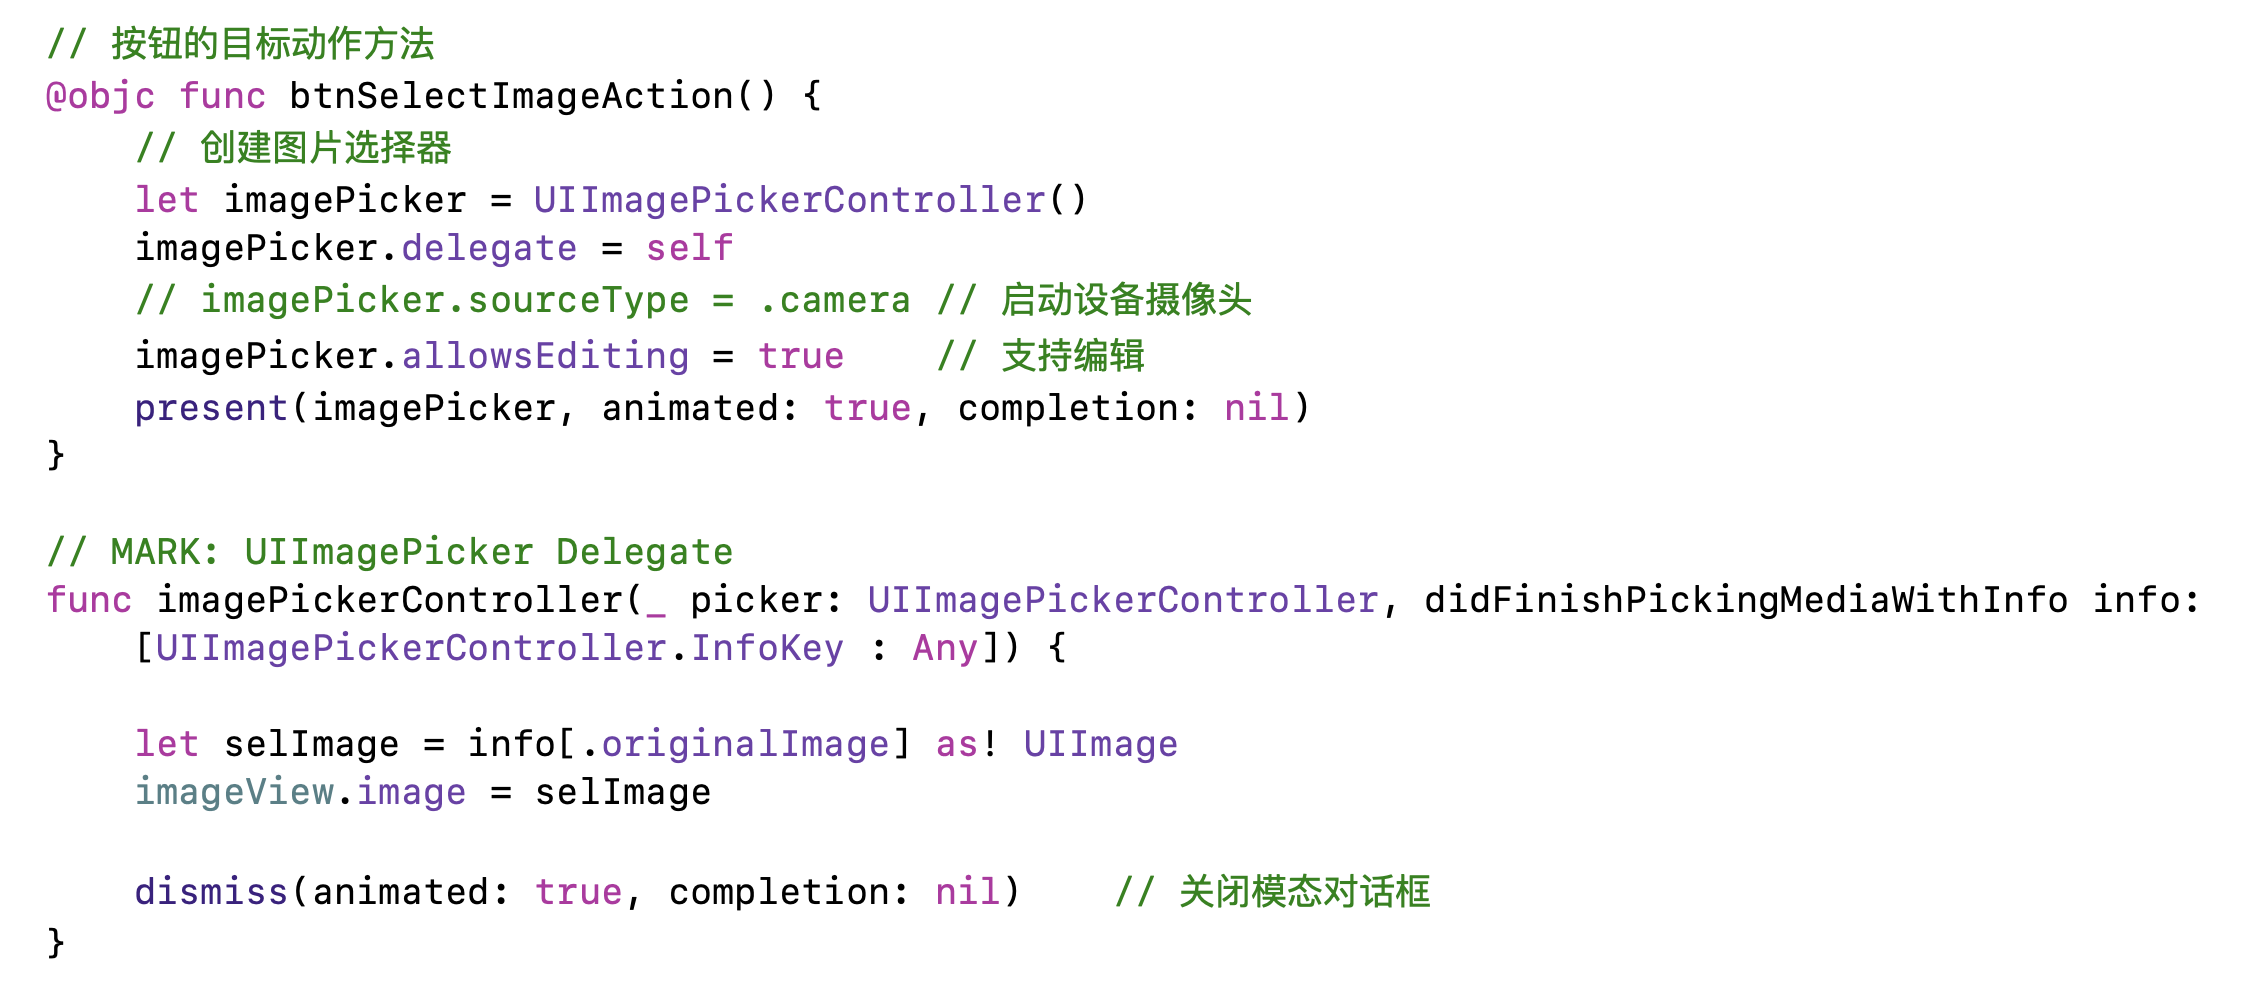 // 按钮的目标动作方法
@objc func btnSelectImageAction() {
    // 创建图片选择器
    let imagePicker = UIImagePickerController()
    imagePicker.delegate = self
    // imagePicker.sourceType = .camera // 启动设备摄像头
    imagePicker.allowsEditing = true    // 支持编辑
    present(imagePicker, animated: true, completion: nil)
}
// MARK: UIImagePicker Delegate
func imagePickerController(_ picker: UIImagePickerController, didFinishPickingMediaWithInfo info:
    [UIImagePickerController.InfoKey : Any]) {
    let selImage = info[.originalImage] as! UIImage
    imageView.image = selImage
    dismiss(animated: true, completion: nil)    // 关闭模态对话框
}